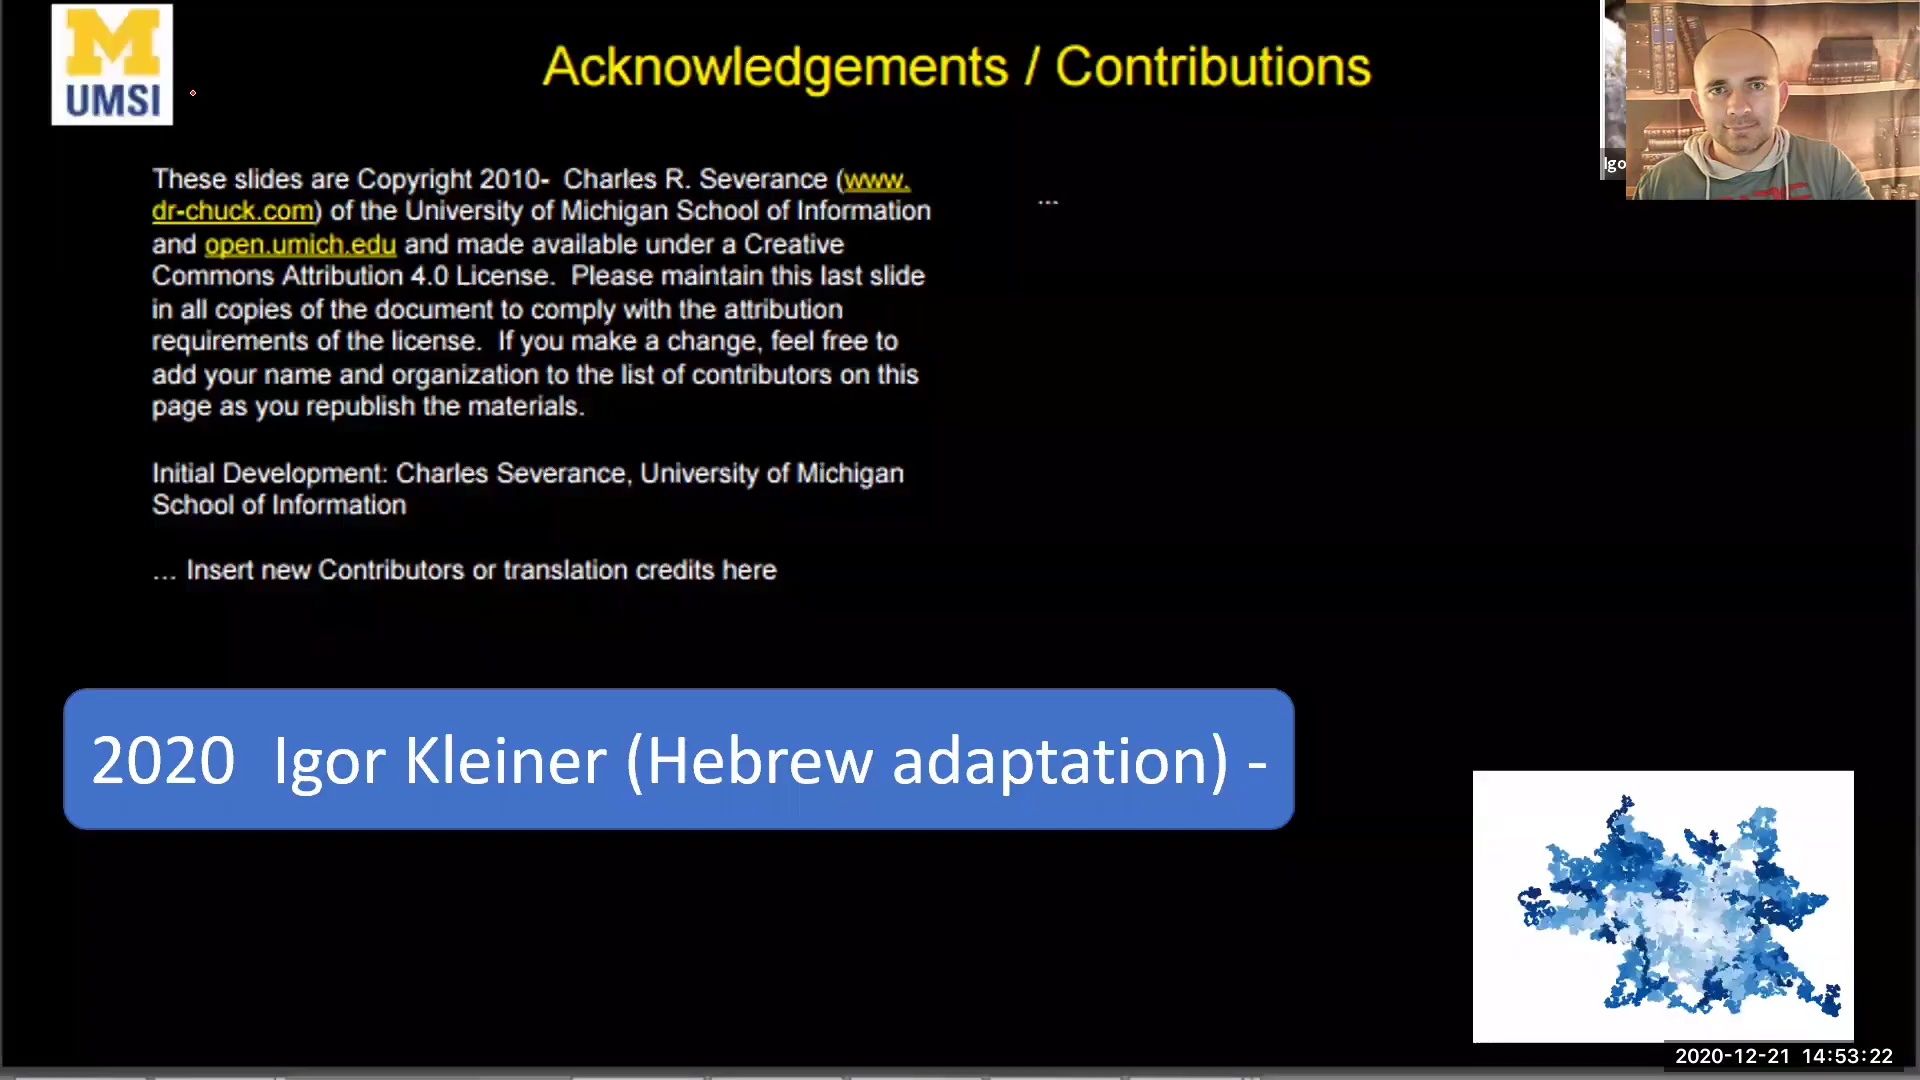 M
UMSI
Acknowledgements / Contributions
These slides are Copyright 2010-  Charles R. Severance (www.
dr-chuck.com) of the University of Michigan School of Information
and open.umich.edu and made available under a Creative
Commons Attribution 4.0 License.  Please maintain this last slide
in all copies of the document to comply with the attribution
requirements of the license.  If you make a change, feel free to
add your name and organization to the list of contributors on this
page as you republish the materials.
Initial Development: Charles Severance, University of Michigan
School of Information
… Insert new Contributors or translation credits here
...
Igo
2020  Igor Kleiner (Hebrew adaptation) -
2020-12-21 14:53:22